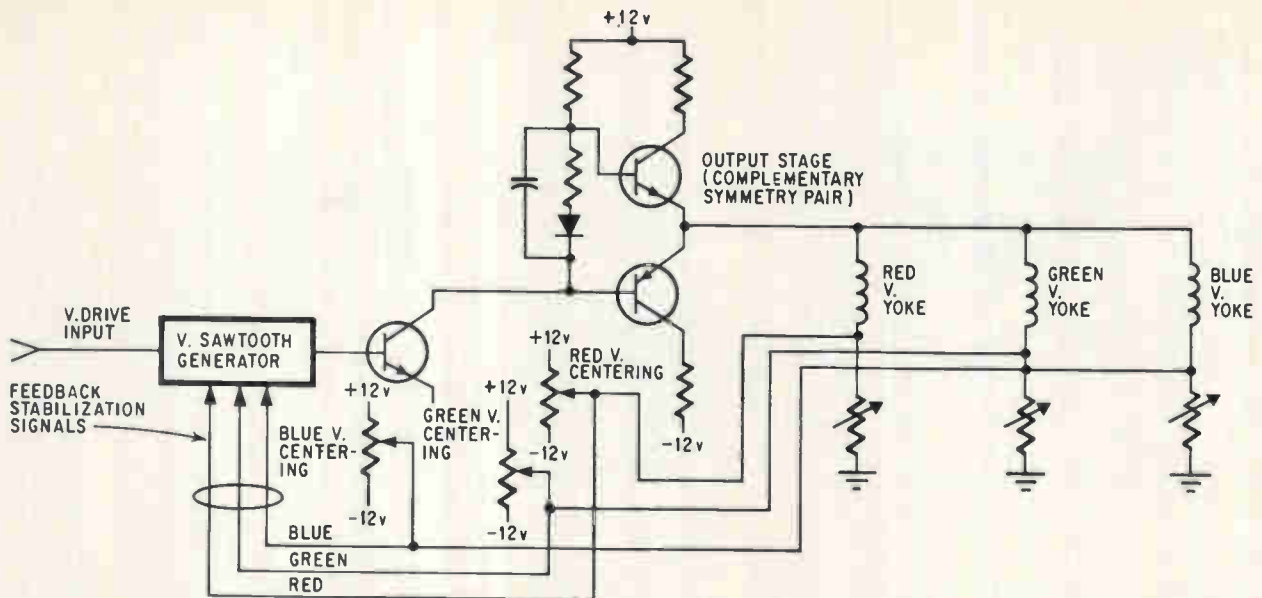 +12v
OUTPUT STAGE
(COMPLEMENTARY
SYMMETRY PAIR)
RED
V.
YOKE
GREEN
V.
YOKE
BLUE
V.
YOKE
V.DRIVE
INPUT
V. SAWTOOTH
GENERATOR
FEEDBACK
STABILIZATION
SIGNALS
+12v
BLUE V.
CENTER-
ING
-12v
GREEN V.
CENTER-
ING
+12v
-12v
+12v
RED V.
CENTERING
-12v
-12v
BLUE
GREEN
RED